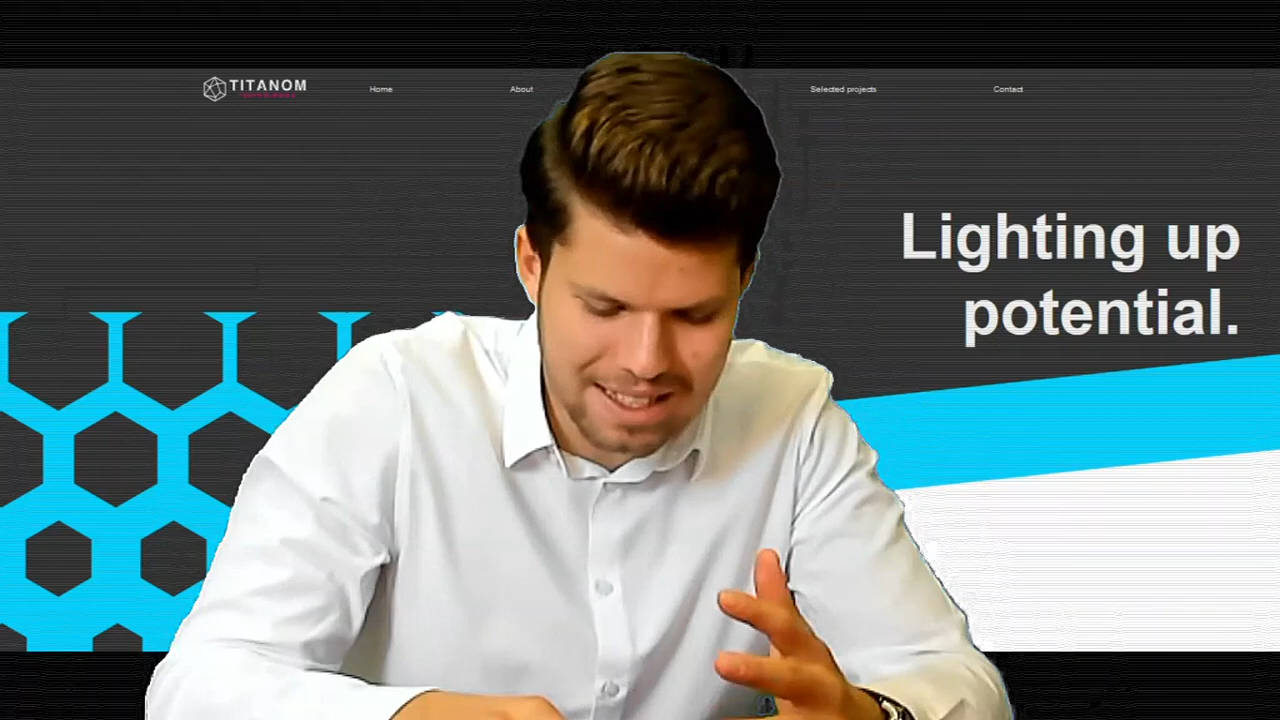 TITANOM
Home
About
Selected projects
Contact
Lighting up
potential.